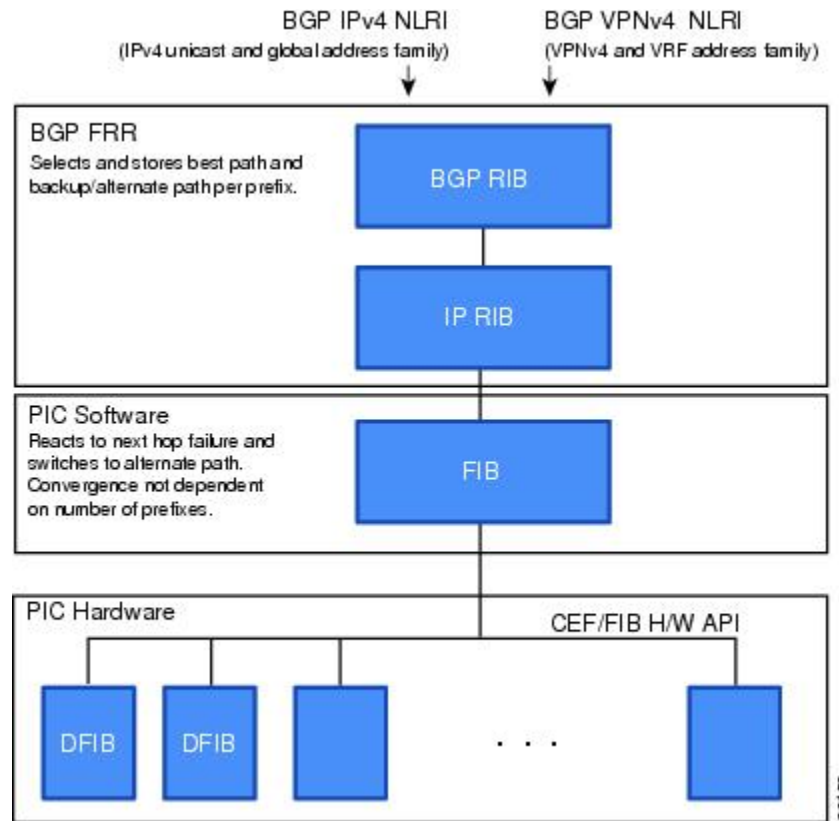 BGP IPv4 NLRI
(IPv4 unicast and global address family)
BGP VPNv4 NLRI
(VPNv4 and VRF address family)
BGP FRR
Selects and stores best path and
backup/alternate path per prefix.
BGP RIB
IP RIB
PIC Software
Reacts to next hop failure and
switches to alternate path.
Convergence not dependent
on number of prefixes.
FIB
PIC Hardware
CEF/FIB H/W API
DFIB
DFIB
. . .